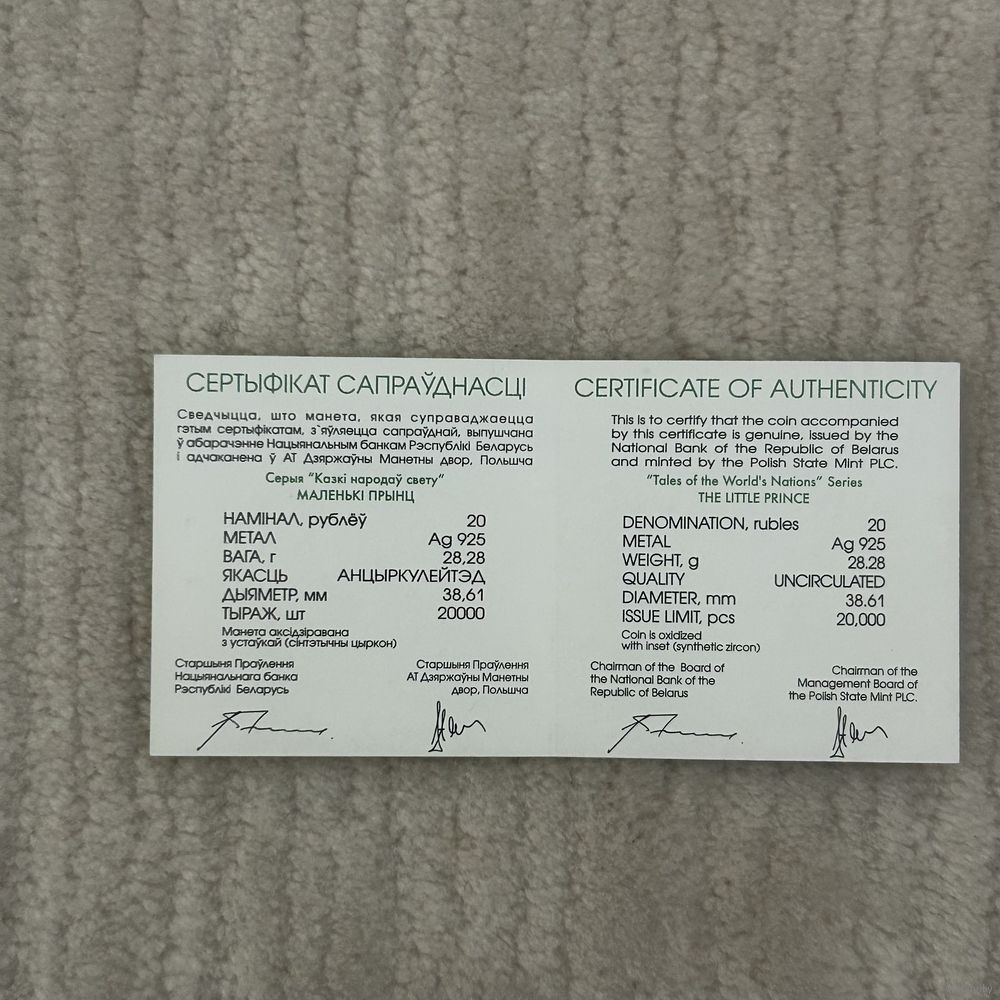 СЕРТЫФІКАТ САПРАЎДНАСЦІ
Сведчыцца, што манета, якая суправаджаецца
гэтым сертыфікатам, з`яўляецца сапраўднай, выпушчана
ў абарачэнне Нацыянальным банкам Рэспублікі Беларусь
і адчаканена ў АТ Дзяржаўны Манетны двор, Польшча
Серыя "Казкі народаў свету"
МАЛЕНЬКІ ПРЫНЦ
НАМІНАЛ, рублёў 20
МЕТАЛ Ag 925
ВАГА, г 28,28
ЯКАСЦЬ АНЦЫРКУЛЕЙТЭД
ДЫЯМЕТР, мм 38,61
ТЫРАЖ, шт 20000
Манета аксідзіравана
з устаўкай (сінтэтычны цыркон)
Старшыня Праўлення
Нацыянальнага банка
Рэспублікі Беларусь
Старшыня Праўлення
АТ Дзяржаўны Манетны
двор, Польшча
CERTIFICATE OF AUTHENTICITY
This is to certify that the coin accompanied
by this certificate is genuine, issued by the
National Bank of the Republic of Belarus
and minted by the Polish State Mint PLC.
"Tales of the World's Nations" Series
THE LITTLE PRINCE
DENOMINATION, rubles 20
METAL Ag 925
WEIGHT, g 28.28
QUALITY UNCIRCULATED
DIAMETER, mm 38.61
ISSUE LIMIT, pcs 20,000
Coin is oxidized
with inset (synthetic zircon)
Chairman of the Board of
the National Bank of the
Republic of Belarus
Chairman of the
Management Board of
the Polish State Mint PLC.